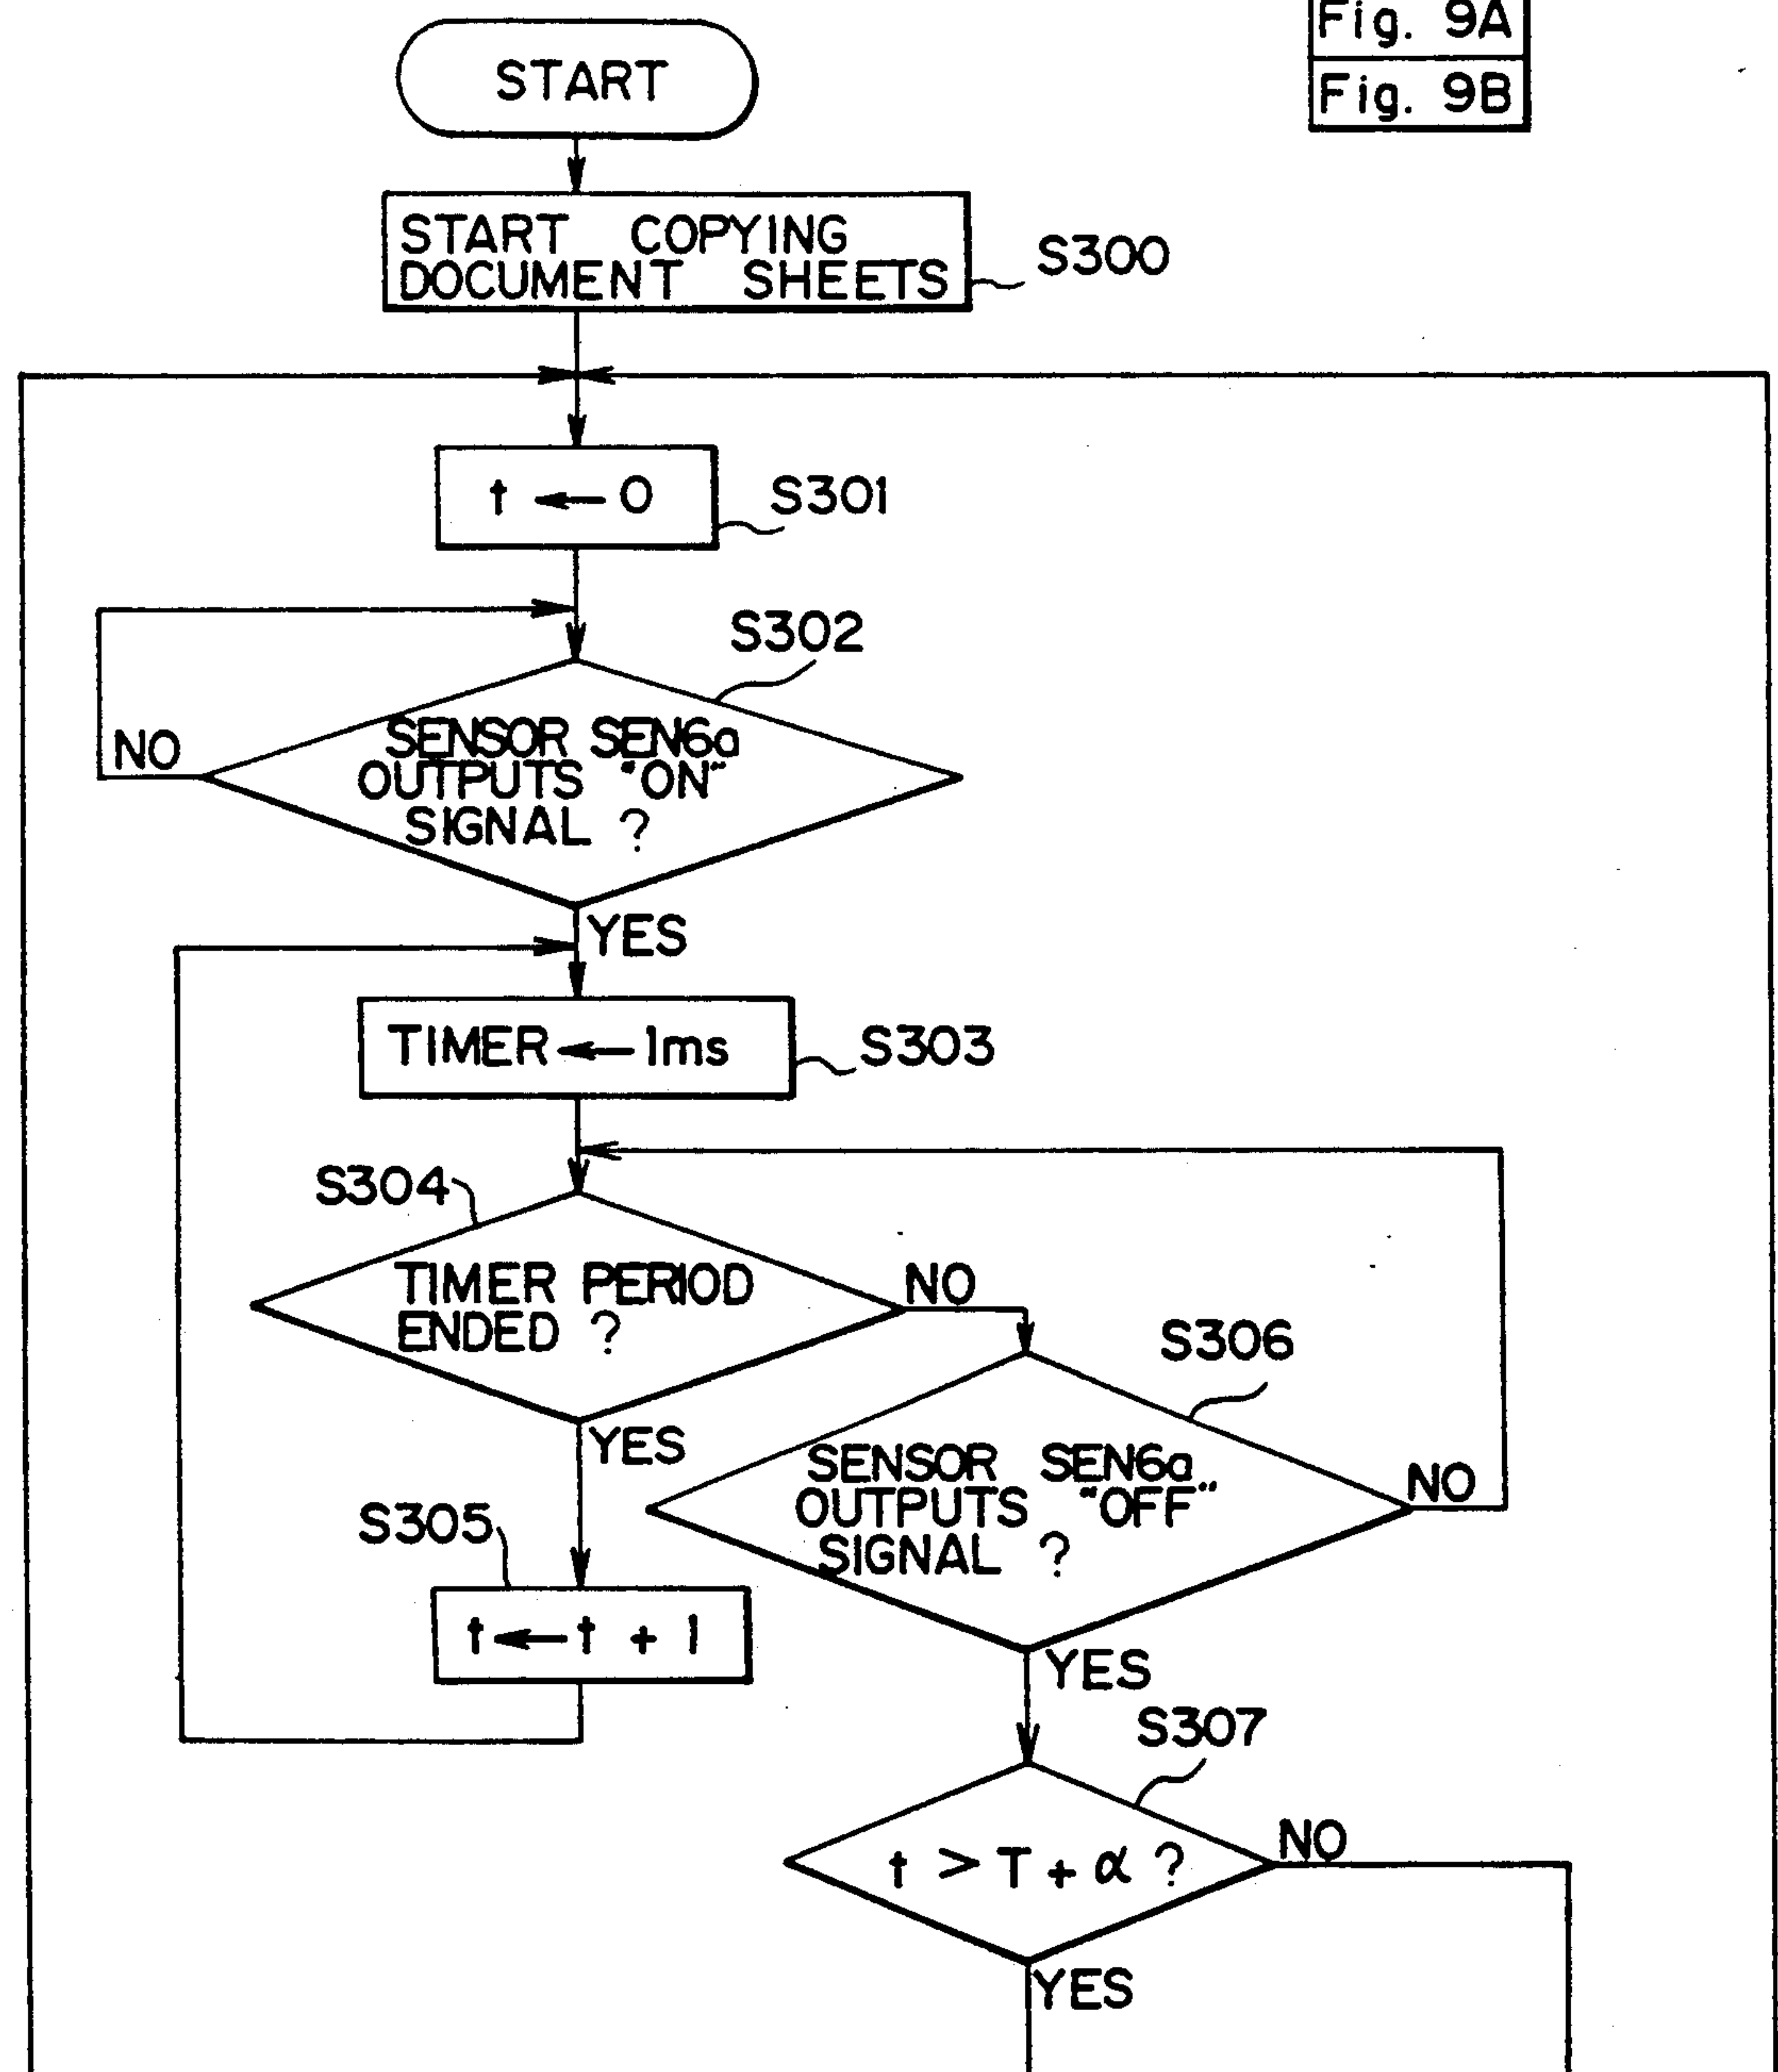 Fig. 9A
Fig. 9B
START
START COPYING
DOCUMENT SHEETS
S300
t ← 0
S301
S302
SENSOR SEN6a
OUTPUTS "ON"
SIGNAL ?
NO
YES
TIMER ← 1ms
S303
S304
TIMER PERIOD
ENDED ?
NO
YES
S306
SENSOR SEN6a
OUTPUTS "OFF"
SIGNAL ?
NO
YES
S305
t ← t + 1
S307
t > T + α ?
NO
YES